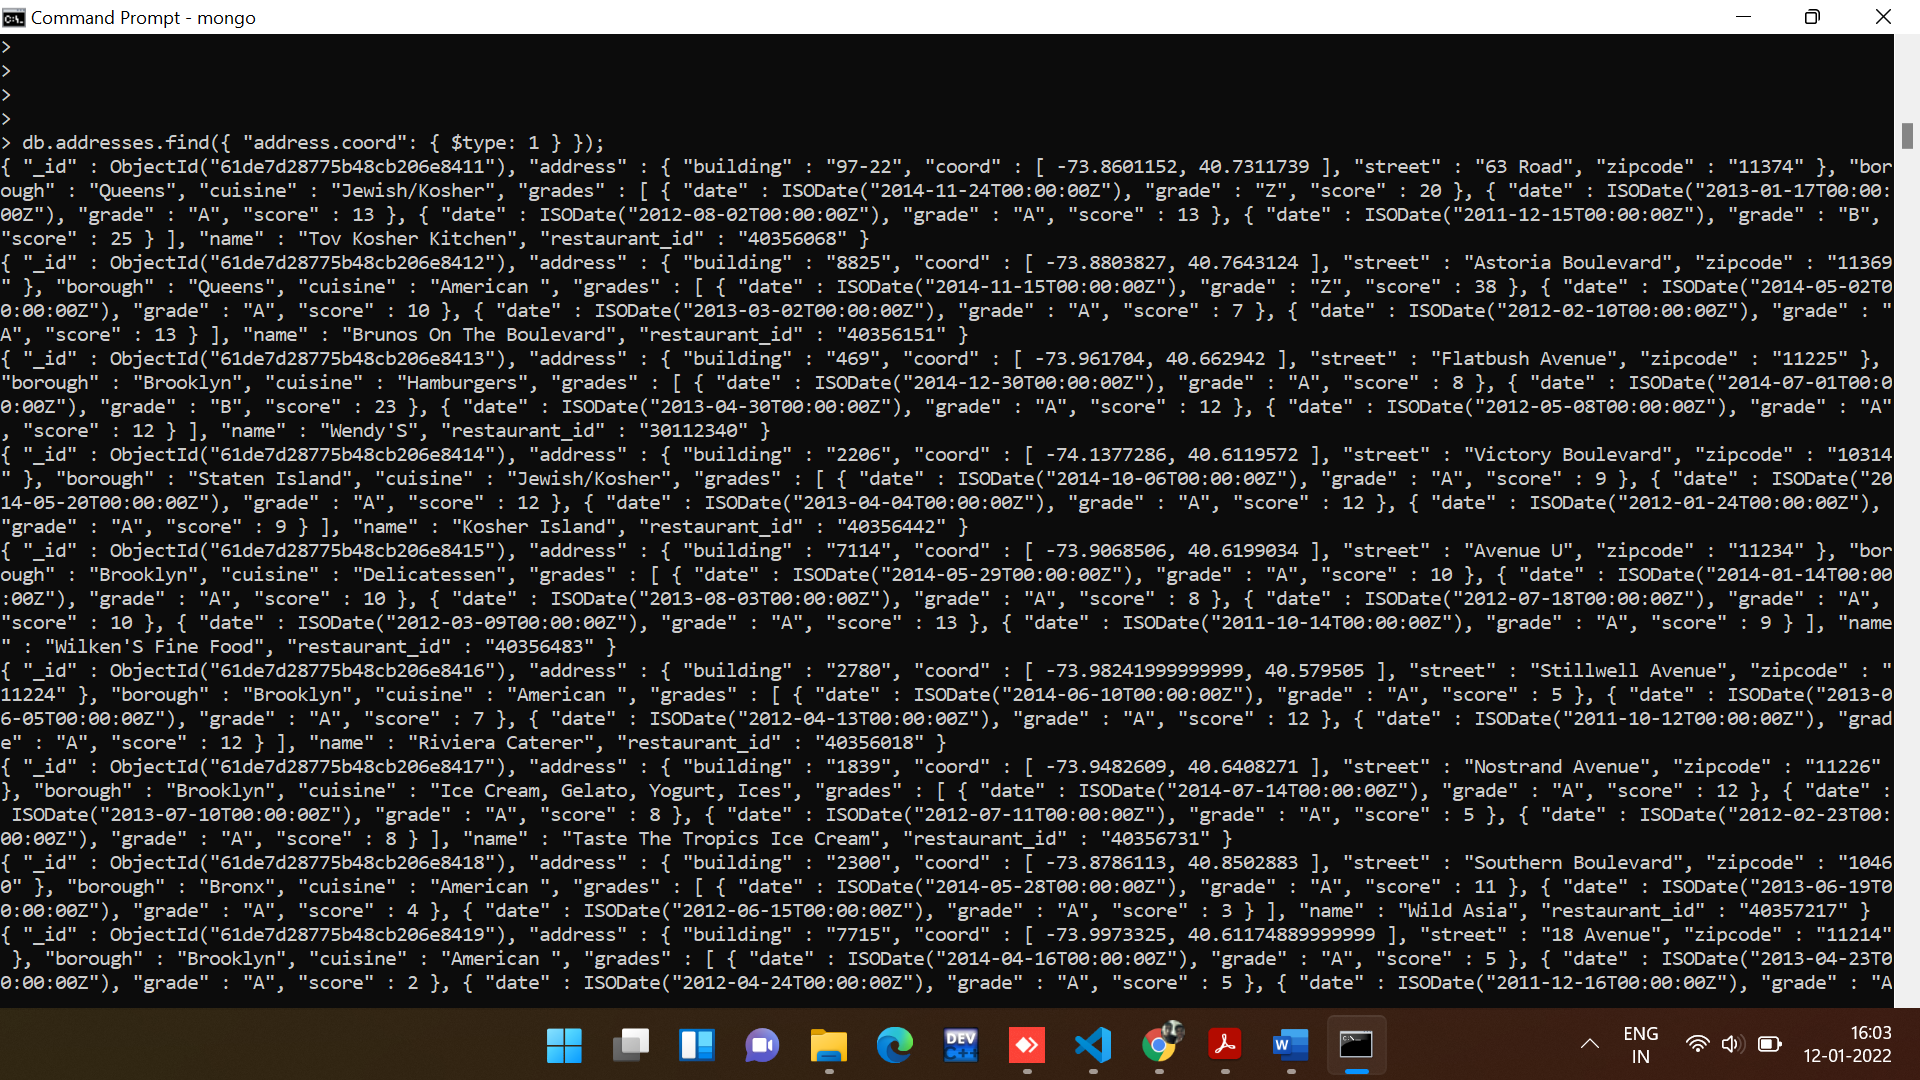 Command Prompt - mongo
>
>
>
>
> db.addresses.find({ "address.coord": { $type: 1 } });
{ "_id" : ObjectId("61de7d28775b48cb206e8411"), "address" : { "building" : "97-22", "coord" : [ -73.8601152, 40.7311739 ], "street" : "63 Road", "zipcode" : "11374" }, "bor
ough" : "Queens", "cuisine" : "Jewish/Kosher", "grades" : [ { "date" : ISODate("2014-11-24T00:00:00Z"), "grade" : "Z", "score" : 20 }, { "date" : ISODate("2013-01-17T00:00:
00Z"), "grade" : "A", "score" : 13 }, { "date" : ISODate("2012-08-02T00:00:00Z"), "grade" : "A", "score" : 13 }, { "date" : ISODate("2011-12-15T00:00:00Z"), "grade" : "B",
"score" : 25 } ], "name" : "Tov Kosher Kitchen", "restaurant_id" : "40356068" }
{ "_id" : ObjectId("61de7d28775b48cb206e8412"), "address" : { "building" : "8825", "coord" : [ -73.8803827, 40.7643124 ], "street" : "Astoria Boulevard", "zipcode" : "11369
" }, "borough" : "Queens", "cuisine" : "American ", "grades" : [ { "date" : ISODate("2014-11-15T00:00:00Z"), "grade" : "Z", "score" : 38 }, { "date" : ISODate("2014-05-02T0
0:00:00Z"), "grade" : "A", "score" : 10 }, { "date" : ISODate("2013-03-02T00:00:00Z"), "grade" : "A", "score" : 7 }, { "date" : ISODate("2012-02-10T00:00:00Z"), "grade" : "
A", "score" : 13 } ], "name" : "Brunos On The Boulevard", "restaurant_id" : "40356151" }
{ "_id" : ObjectId("61de7d28775b48cb206e8413"), "address" : { "building" : "469", "coord" : [ -73.961704, 40.662942 ], "street" : "Flatbush Avenue", "zipcode" : "11225" },
"borough" : "Brooklyn", "cuisine" : "Hamburgers", "grades" : [ { "date" : ISODate("2014-12-30T00:00:00Z"), "grade" : "A", "score" : 8 }, { "date" : ISODate("2014-07-01T00:0
0:00Z"), "grade" : "B", "score" : 23 }, { "date" : ISODate("2013-04-30T00:00:00Z"), "grade" : "A", "score" : 12 }, { "date" : ISODate("2012-05-08T00:00:00Z"), "grade" : "A"
, "score" : 12 } ], "name" : "Wendy'S", "restaurant_id" : "30112340" }
{ "_id" : ObjectId("61de7d28775b48cb206e8414"), "address" : { "building" : "2206", "coord" : [ -74.1377286, 40.6119572 ], "street" : "Victory Boulevard", "zipcode" : "10314
" }, "borough" : "Staten Island", "cuisine" : "Jewish/Kosher", "grades" : [ { "date" : ISODate("2014-10-06T00:00:00Z"), "grade" : "A", "score" : 9 }, { "date" : ISODate("20
14-05-20T00:00:00Z"), "grade" : "A", "score" : 12 }, { "date" : ISODate("2013-04-04T00:00:00Z"), "grade" : "A", "score" : 12 }, { "date" : ISODate("2012-01-24T00:00:00Z"),
"grade" : "A", "score" : 9 } ], "name" : "Kosher Island", "restaurant_id" : "40356442" }
{ "_id" : ObjectId("61de7d28775b48cb206e8415"), "address" : { "building" : "7114", "coord" : [ -73.9068506, 40.6199034 ], "street" : "Avenue U", "zipcode" : "11234" }, "bor
ough" : "Brooklyn", "cuisine" : "Delicatessen", "grades" : [ { "date" : ISODate("2014-05-29T00:00:00Z"), "grade" : "A", "score" : 10 }, { "date" : ISODate("2014-01-14T00:00
:00Z"), "grade" : "A", "score" : 10 }, { "date" : ISODate("2013-08-03T00:00:00Z"), "grade" : "A", "score" : 8 }, { "date" : ISODate("2012-07-18T00:00:00Z"), "grade" : "A",
"score" : 10 }, { "date" : ISODate("2012-03-09T00:00:00Z"), "grade" : "A", "score" : 13 }, { "date" : ISODate("2011-10-14T00:00:00Z"), "grade" : "A", "score" : 9 } ], "name
" : "Wilken'S Fine Food", "restaurant_id" : "40356483" }
{ "_id" : ObjectId("61de7d28775b48cb206e8416"), "address" : { "building" : "2780", "coord" : [ -73.98241999999999, 40.579505 ], "street" : "Stillwell Avenue", "zipcode" : "
11224" }, "borough" : "Brooklyn", "cuisine" : "American ", "grades" : [ { "date" : ISODate("2014-06-10T00:00:00Z"), "grade" : "A", "score" : 5 }, { "date" : ISODate("2013-0
6-05T00:00:00Z"), "grade" : "A", "score" : 7 }, { "date" : ISODate("2012-04-13T00:00:00Z"), "grade" : "A", "score" : 12 }, { "date" : ISODate("2011-10-12T00:00:00Z"), "grad
e" : "A", "score" : 12 } ], "name" : "Riviera Caterer", "restaurant_id" : "40356018" }
{ "_id" : ObjectId("61de7d28775b48cb206e8417"), "address" : { "building" : "1839", "coord" : [ -73.9482609, 40.6408271 ], "street" : "Nostrand Avenue", "zipcode" : "11226"
}, "borough" : "Brooklyn", "cuisine" : "Ice Cream, Gelato, Yogurt, Ices", "grades" : [ { "date" : ISODate("2014-07-14T00:00:00Z"), "grade" : "A", "score" : 12 }, { "date" :
ISODate("2013-07-10T00:00:00Z"), "grade" : "A", "score" : 8 }, { "date" : ISODate("2012-07-11T00:00:00Z"), "grade" : "A", "score" : 5 }, { "date" : ISODate("2012-02-23T00:00:
00:00Z"), "grade" : "A", "score" : 8 } ], "name" : "Taste The Tropics Ice Cream", "restaurant_id" : "40356731" }
{ "_id" : ObjectId("61de7d28775b48cb206e8418"), "address" : { "building" : "2300", "coord" : [ -73.8786113, 40.8502883 ], "street" : "Southern Boulevard", "zipcode" : "1046
0" }, "borough" : "Bronx", "cuisine" : "American ", "grades" : [ { "date" : ISODate("2014-05-28T00:00:00Z"), "grade" : "A", "score" : 11 }, { "date" : ISODate("2013-06-19T0
0:00:00Z"), "grade" : "A", "score" : 4 }, { "date" : ISODate("2012-06-15T00:00:00Z"), "grade" : "A", "score" : 3 } ], "name" : "Wild Asia", "restaurant_id" : "40357217" }
{ "_id" : ObjectId("61de7d28775b48cb206e8419"), "address" : { "building" : "7715", "coord" : [ -73.9973325, 40.61174889999999 ], "street" : "18 Avenue", "zipcode" : "11214"
}, "borough" : "Brooklyn", "cuisine" : "American ", "grades" : [ { "date" : ISODate("2014-04-16T00:00:00Z"), "grade" : "A", "score" : 5 }, { "date" : ISODate("2013-04-23T0
0:00:00Z"), "grade" : "A", "score" : 2 }, { "date" : ISODate("2012-04-24T00:00:00Z"), "grade" : "A", "score" : 5 }, { "date" : ISODate("2011-12-16T00:00:00Z"), "grade" : "A
DEV
C++
W
ENG
IN
16:03
12-01-2022